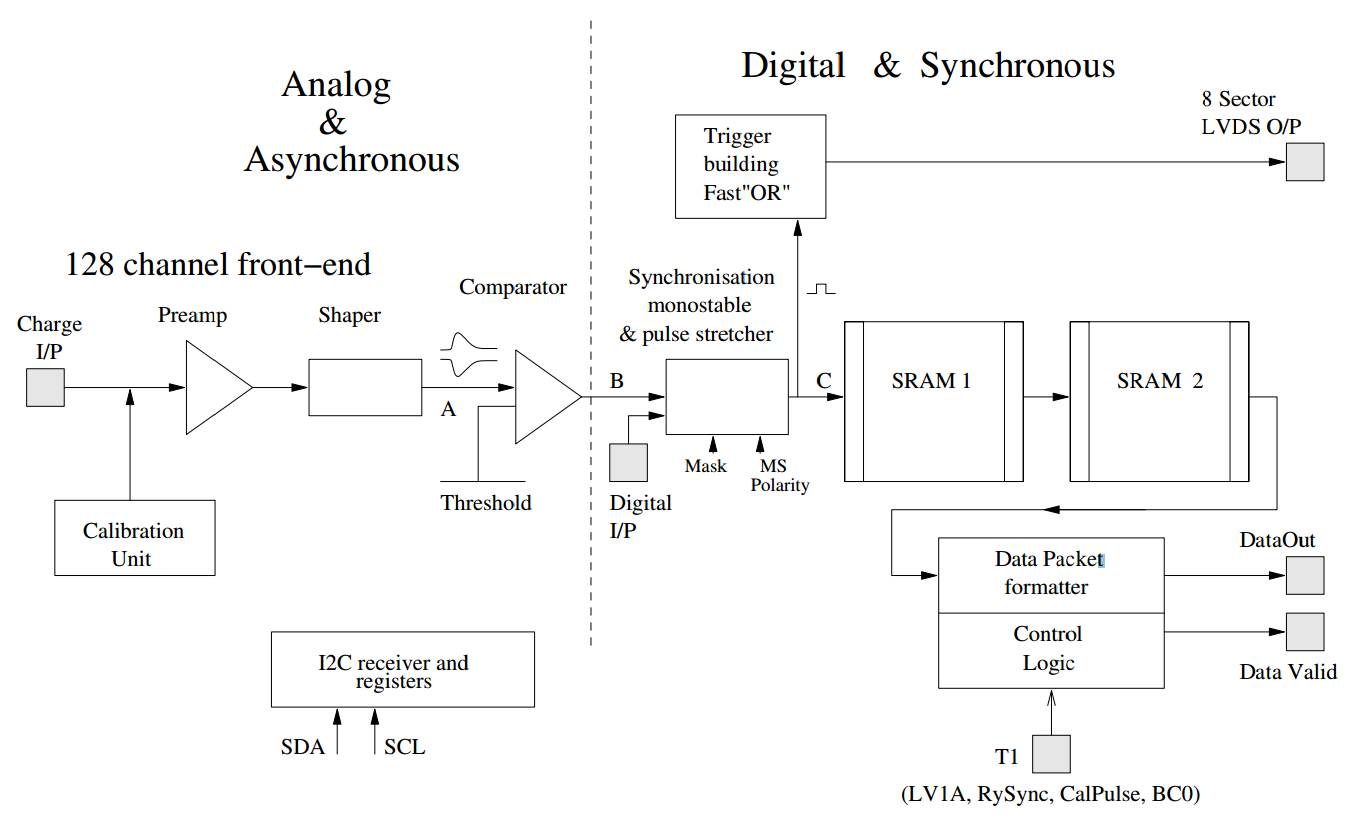 Analog
&
Asynchronous
Digital & Synchronous
8 Sector
LVDS O/P
Trigger
building
Fast"OR"
128 channel front−end
Comparator
Synchronisation
monostable
& pulse stretcher
Charge
I/P
Preamp
Shaper
A
B
C
SRAM 1
SRAM 2
Mask
MS
Polarity
Threshold
Digital
I/P
Calibration
Unit
Data Packet
formatter
DataOut
Control
Logic
Data Valid
I2C receiver and
registers
SDA
SCL
T1
(LV1A, RySync, CalPulse, BC0)